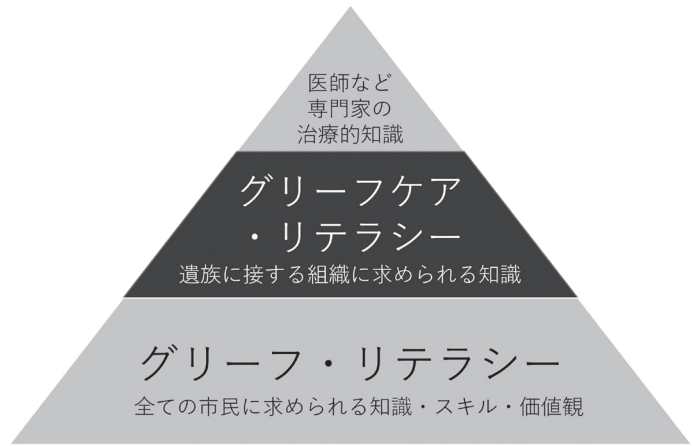 医師など
専門家の
治療的知識
グリーフケア
・リテラシー
遺族に接する組織に求められる知識
グリーフ・リテラシー
全ての市民に求められる知識・スキル・価値観